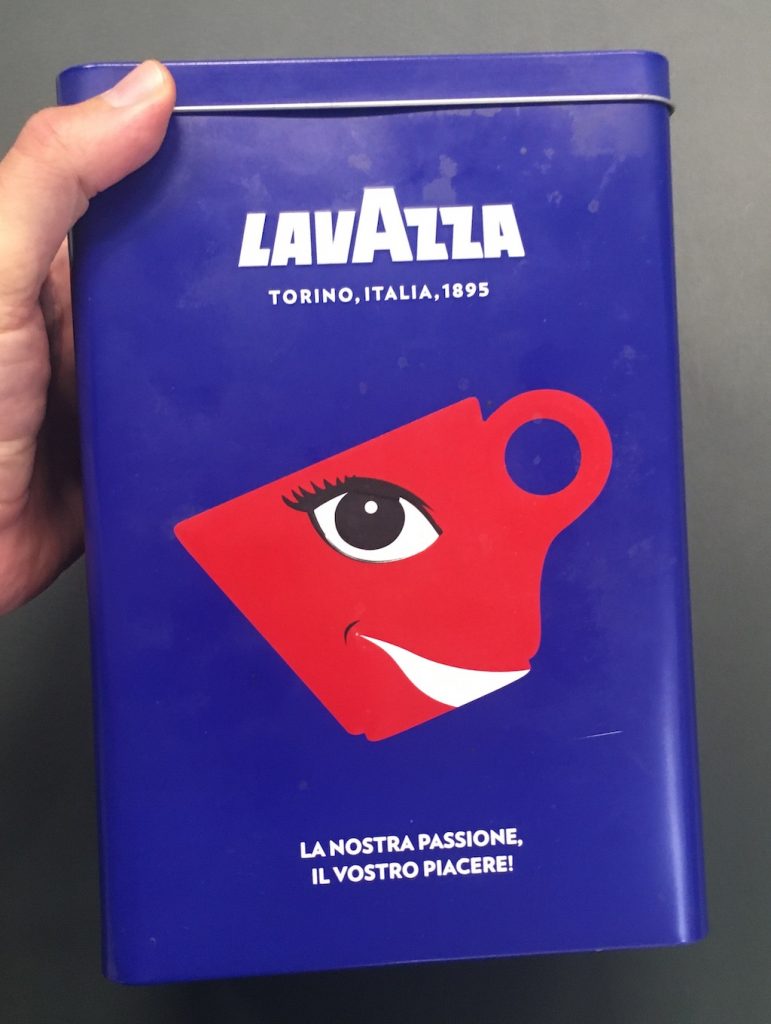 LAVAZZA
TORINO, ITALIA, 1895
LA NOSTRA PASSIONE,
IL VOSTRO PIACERE!